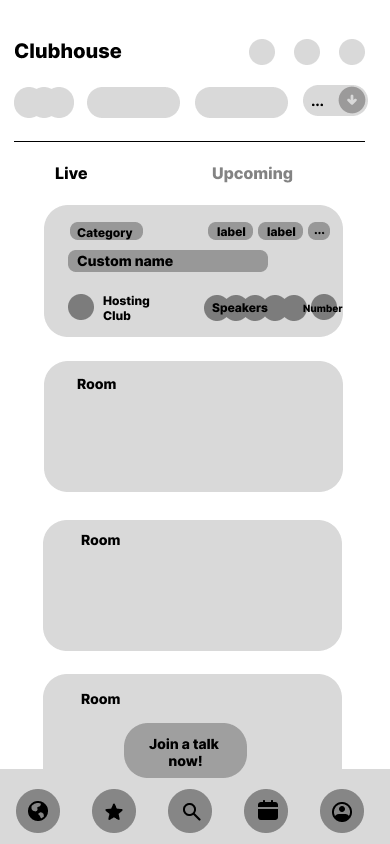 Clubhouse
...
Live Upcoming
Category label label ...
Custom name
Hosting
Club
Speakers Number
Room
Room
Room
Join a talk
now!